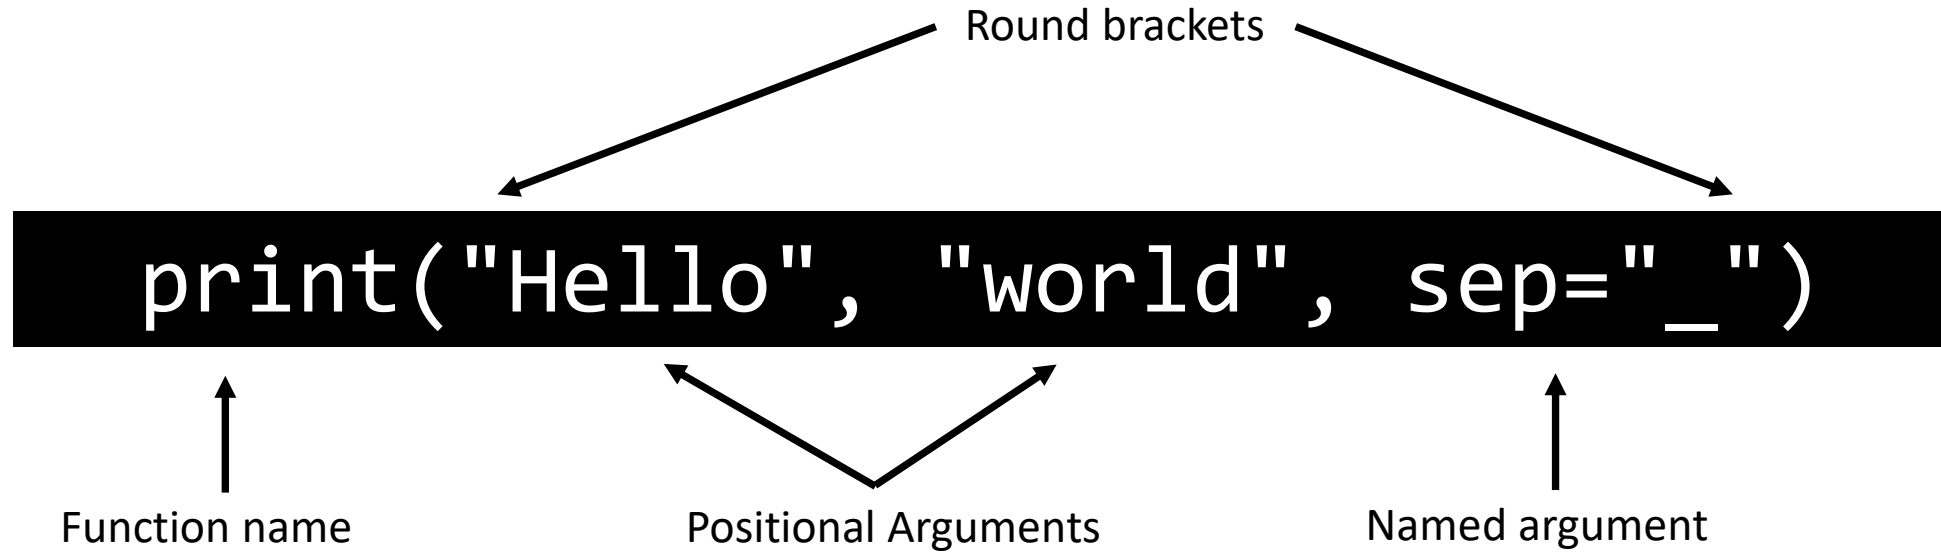 Round brackets
print("Hello", "world", sep="_")
Function name
Positional Arguments
Named argument